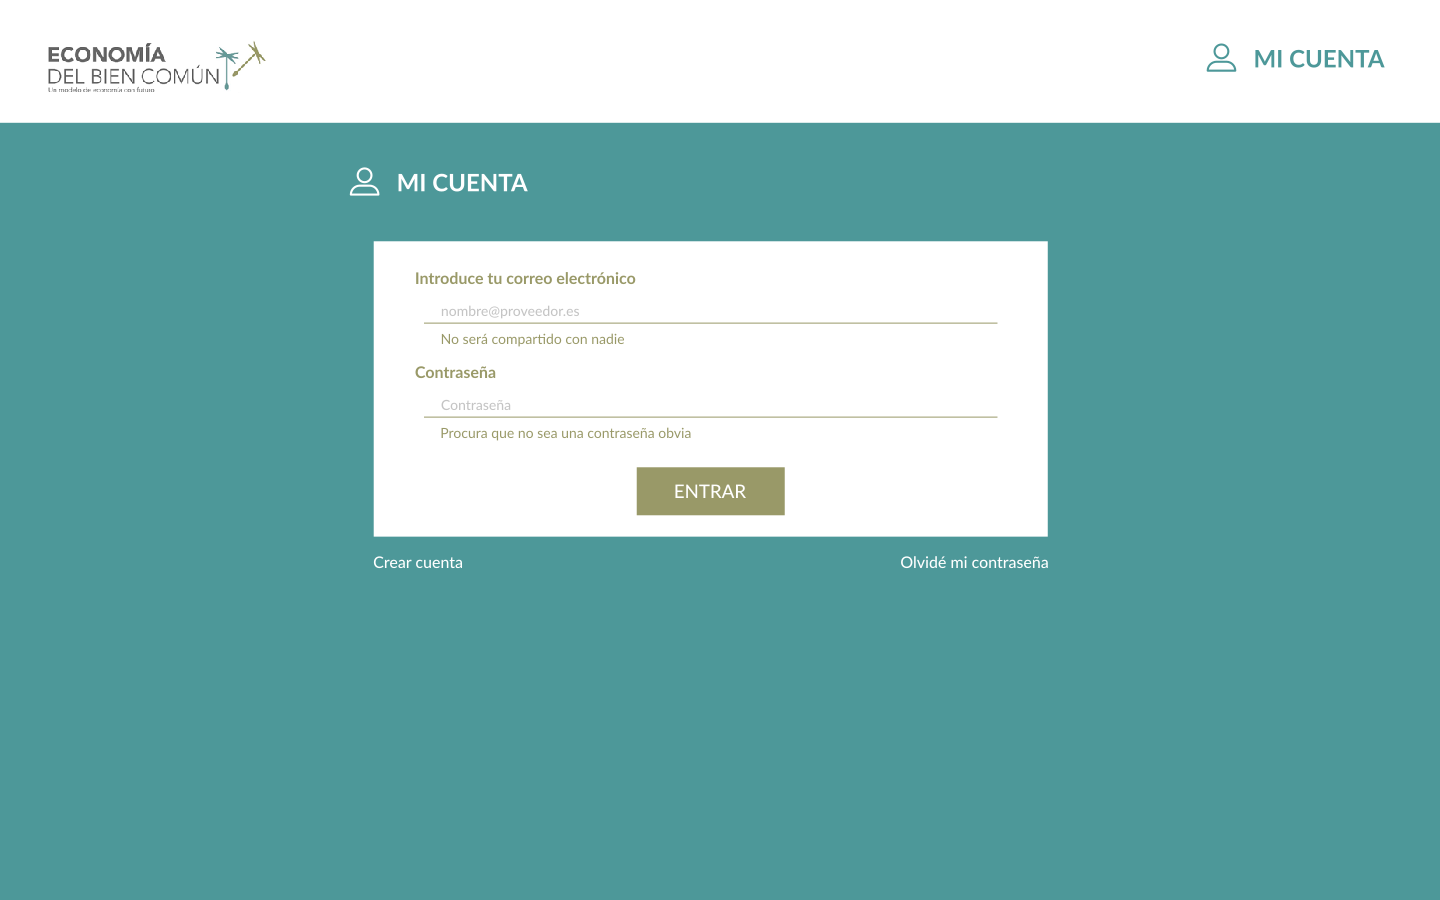 ECONOMÍA
DEL BIEN COMÚN
Un modelo de economía con futuro
MI CUENTA
MI CUENTA
Introduce tu correo electrónico
nombre@proveedor.es
No será compartido con nadie
Contraseña
Contraseña
Procura que no sea una contraseña obvia
ENTRAR
Crear cuenta
Olvidé mi contraseña